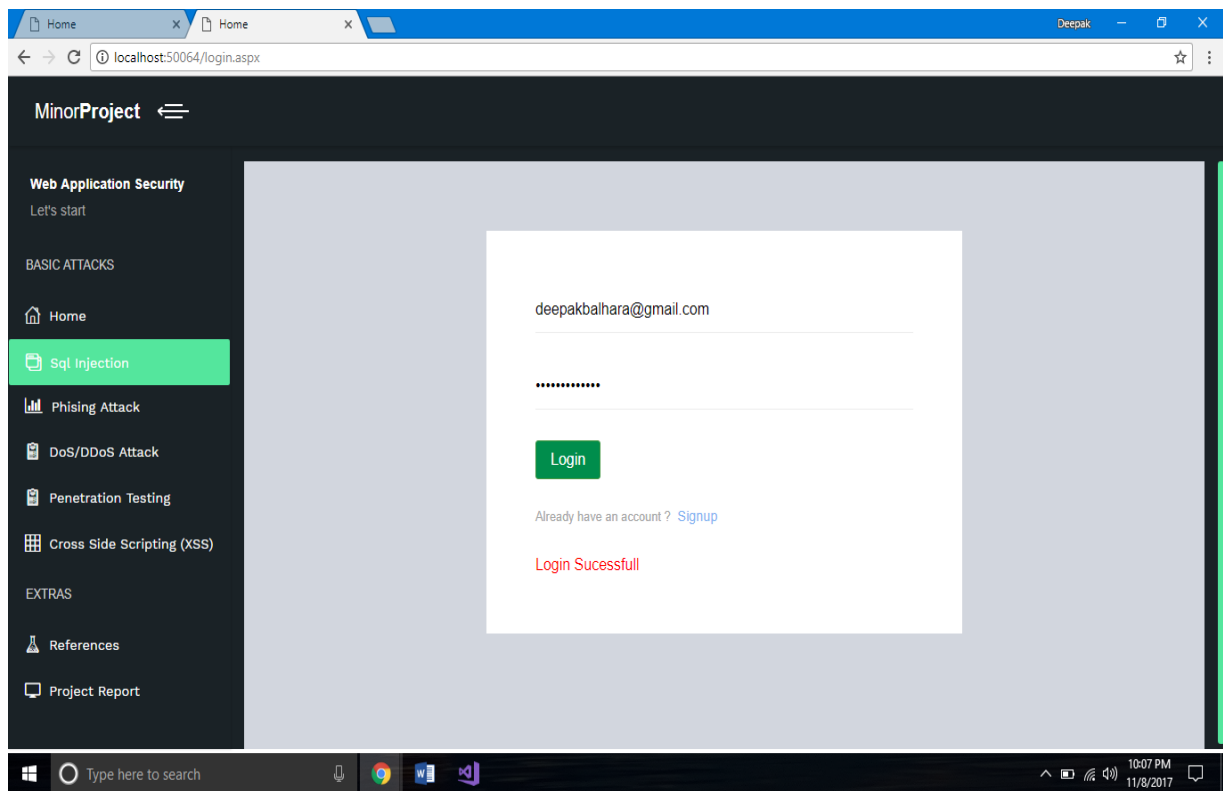 Home
Home
Deepak
localhost:50064/login.aspx
MinorProject
Web Application Security
Let's start
BASIC ATTACKS
Home
Sql Injection
Phising Attack
DoS/DDoS Attack
Penetration Testing
Cross Side Scripting (XSS)
EXTRAS
References
Project Report
deepakbalhara@gmail.com
•••••••••••••
Login
Already have an account ? Signup
Login Sucessfull
Type here to search
10:07 PM
11/8/2017